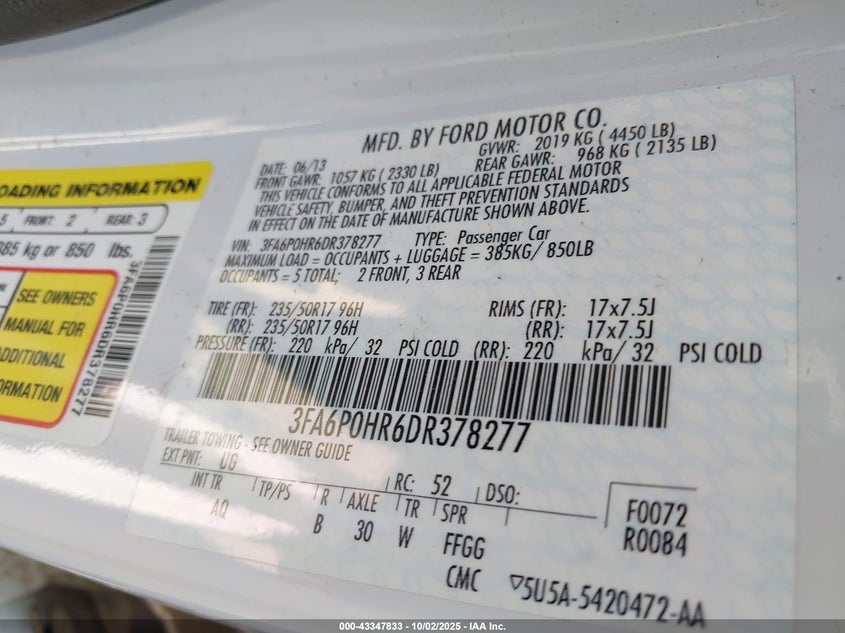 MFD. BY FORD MOTOR CO.
DATE: 06/13 GVWR: 2019 KG ( 4450 LB)
FRONT GAWR: 1057 KG ( 2330 LB) REAR GAWR: 968 KG ( 2135 LB)
THIS VEHICLE CONFORMS TO ALL APPLICABLE FEDERAL MOTOR
VEHICLE SAFETY, BUMPER, AND THEFT PREVENTION STANDARDS
IN EFFECT ON THE DATE OF MANUFACTURE SHOWN ABOVE.
VIN: 3FA6P0HR6DR378277 TYPE: Passenger Car
MAXIMUM LOAD = OCCUPANTS + LUGGAGE = 385KG/ 850LB
OCCUPANTS = 5 TOTAL; 2 FRONT, 3 REAR
TIRE (FR): 235/50R17 96H RIMS (FR): 17x7.5J
(RR): 235/50R17 96H (RR): 17x7.5J
PRESSURE (FR): 220 kPa/ 32 PSI COLD (RR): 220 kPa/ 32 PSI COLD
3FA6P0HR6DR378277
TRAILER TOWING - SEE OWNER GUIDE
EXT PNT: UG RC: 52 DSO:
INT TR TP/PS R AXLE TR SPR
AQ B 30 W FFGG
F0072
R0084
CMC 5U5A-5420472-AA
LOADING INFORMATION
5 FRONT: 2 REAR: 3
385 kg or 850 lbs.
SEE OWNERS
MANUAL FOR
ADDITIONAL
INFORMATION
3FA6P0HR6DR378277
000-43347833 - 10/02/2025 - IAA Inc.